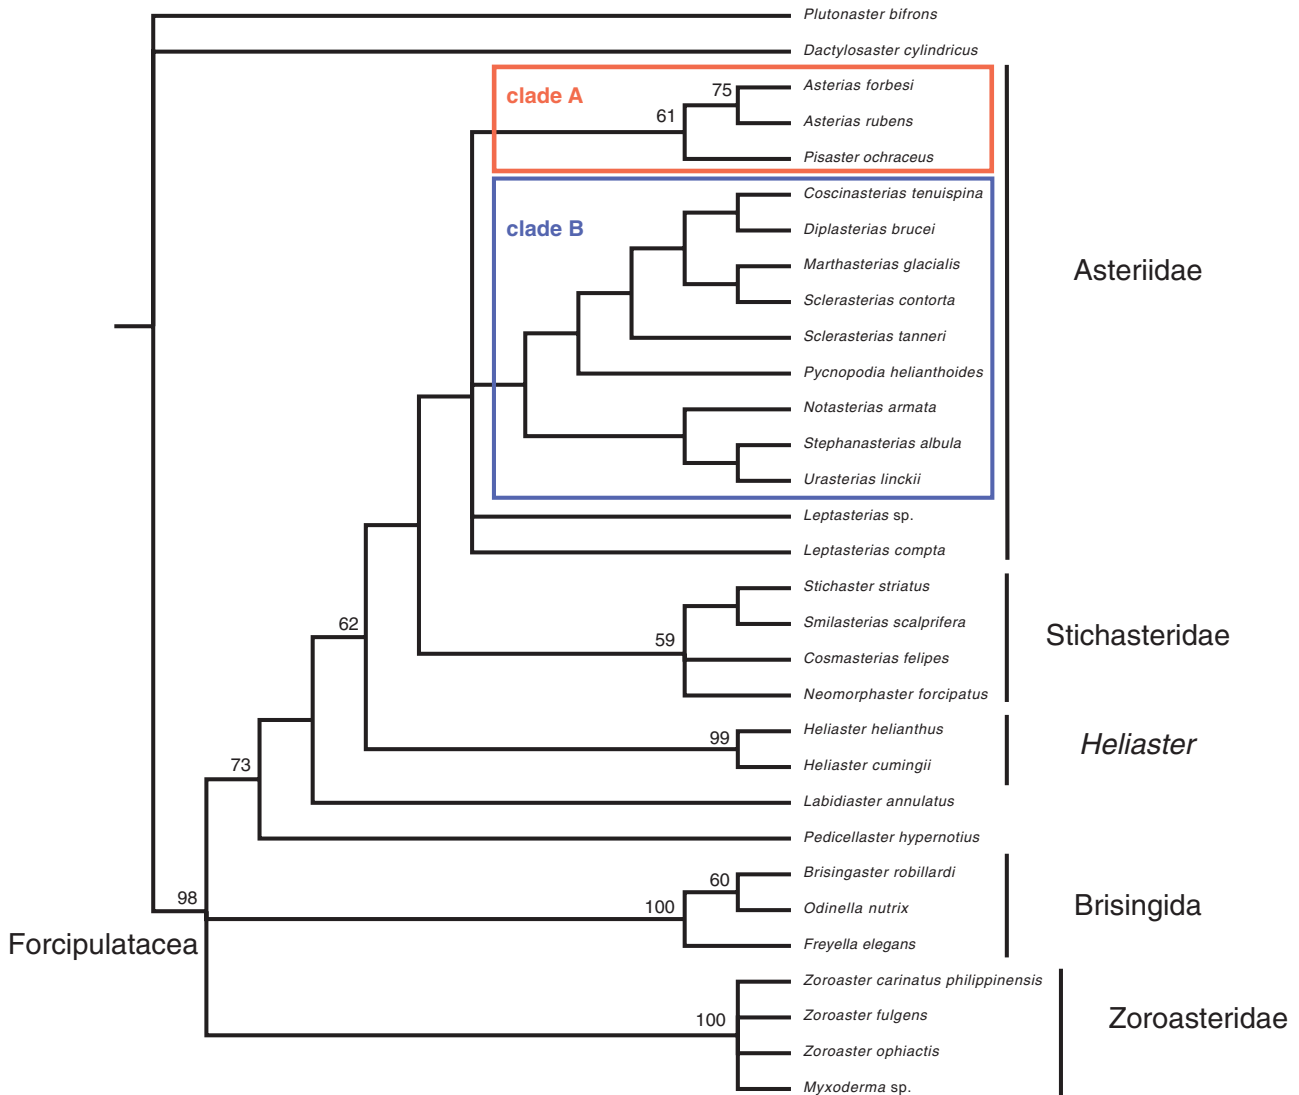 Plutonaster bifrons
Dactylosaster cylindricus
clade A
75
Asterias forbesi
61
Asterias rubens
Pisaster ochraceus
clade B
Coscinasterias tenuispina
Diplasterias brucei
Marthasterias glacialis
Asteriidae
Sclerasterias contorta
Sclerasterias tanneri
Pycnopodia helianthoides
Notasterias armata
Stephanasterias albula
Urasterias linckii
Leptasterias sp.
Leptasterias compta
Stichaster striatus
62
Smilasterias scalprifera
Stichasteridae
59
Cosmasterias felipes
Neomorphaster forcipatus
Heliaster helianthus
99
Heliaster
73
Heliaster cumingii
Labidiaster annulatus
Pedicellaster hypernotius
Brisingaster robillardi
60
98
100
Odinella nutrix
Brisingida
Forcipulatacea
Freyella elegans
Zoroaster carinatus philippinensis
100
Zoroaster fulgens
Zoroasteridae
Zoroaster ophiactis
Myxoderma sp.